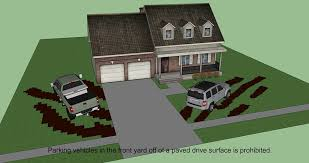 Parking vehicles in the front yard off of a paved drive surface is prohibited.